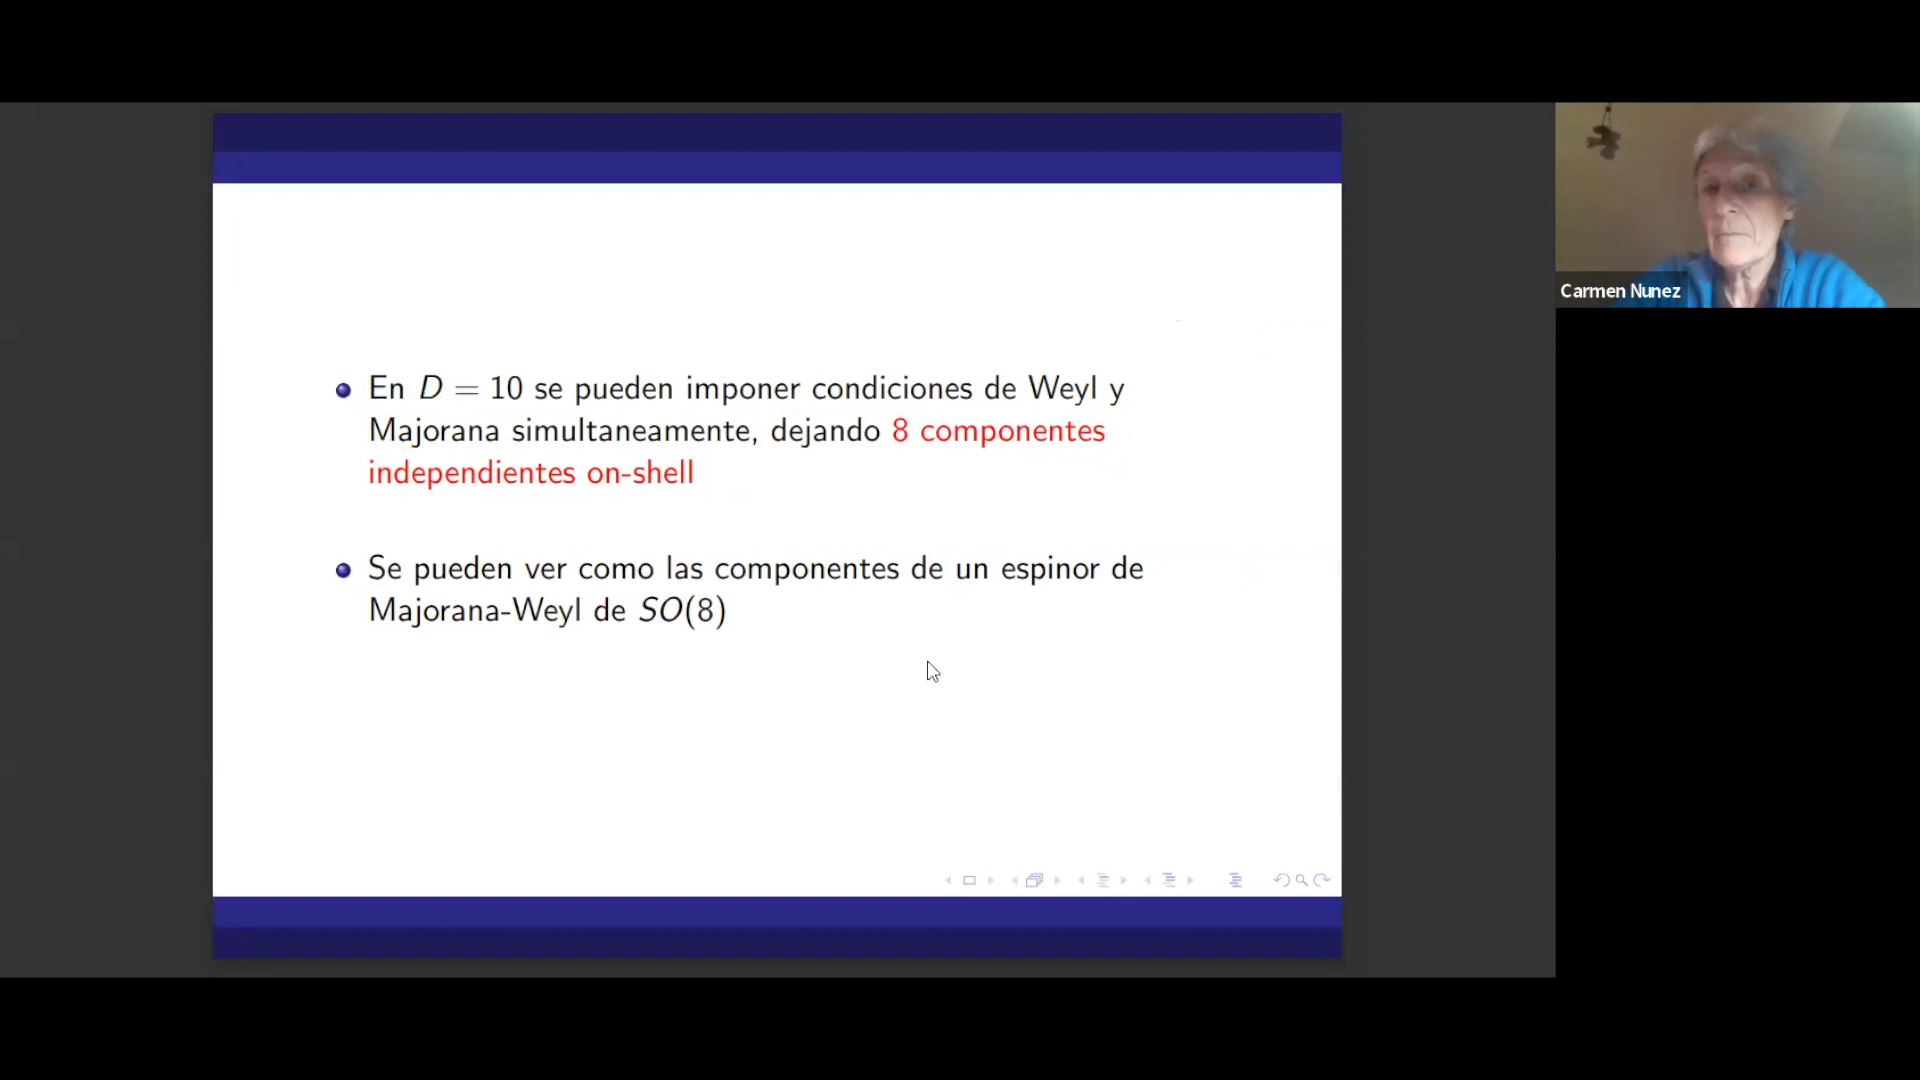 En D = 10 se pueden imponer condiciones de Weyl y
Majorana simultaneamente, dejando 8 componentes
independientes on-shell
Se pueden ver como las componentes de un espinor de
Majorana-Weyl de SO(8)
Carmen Nunez